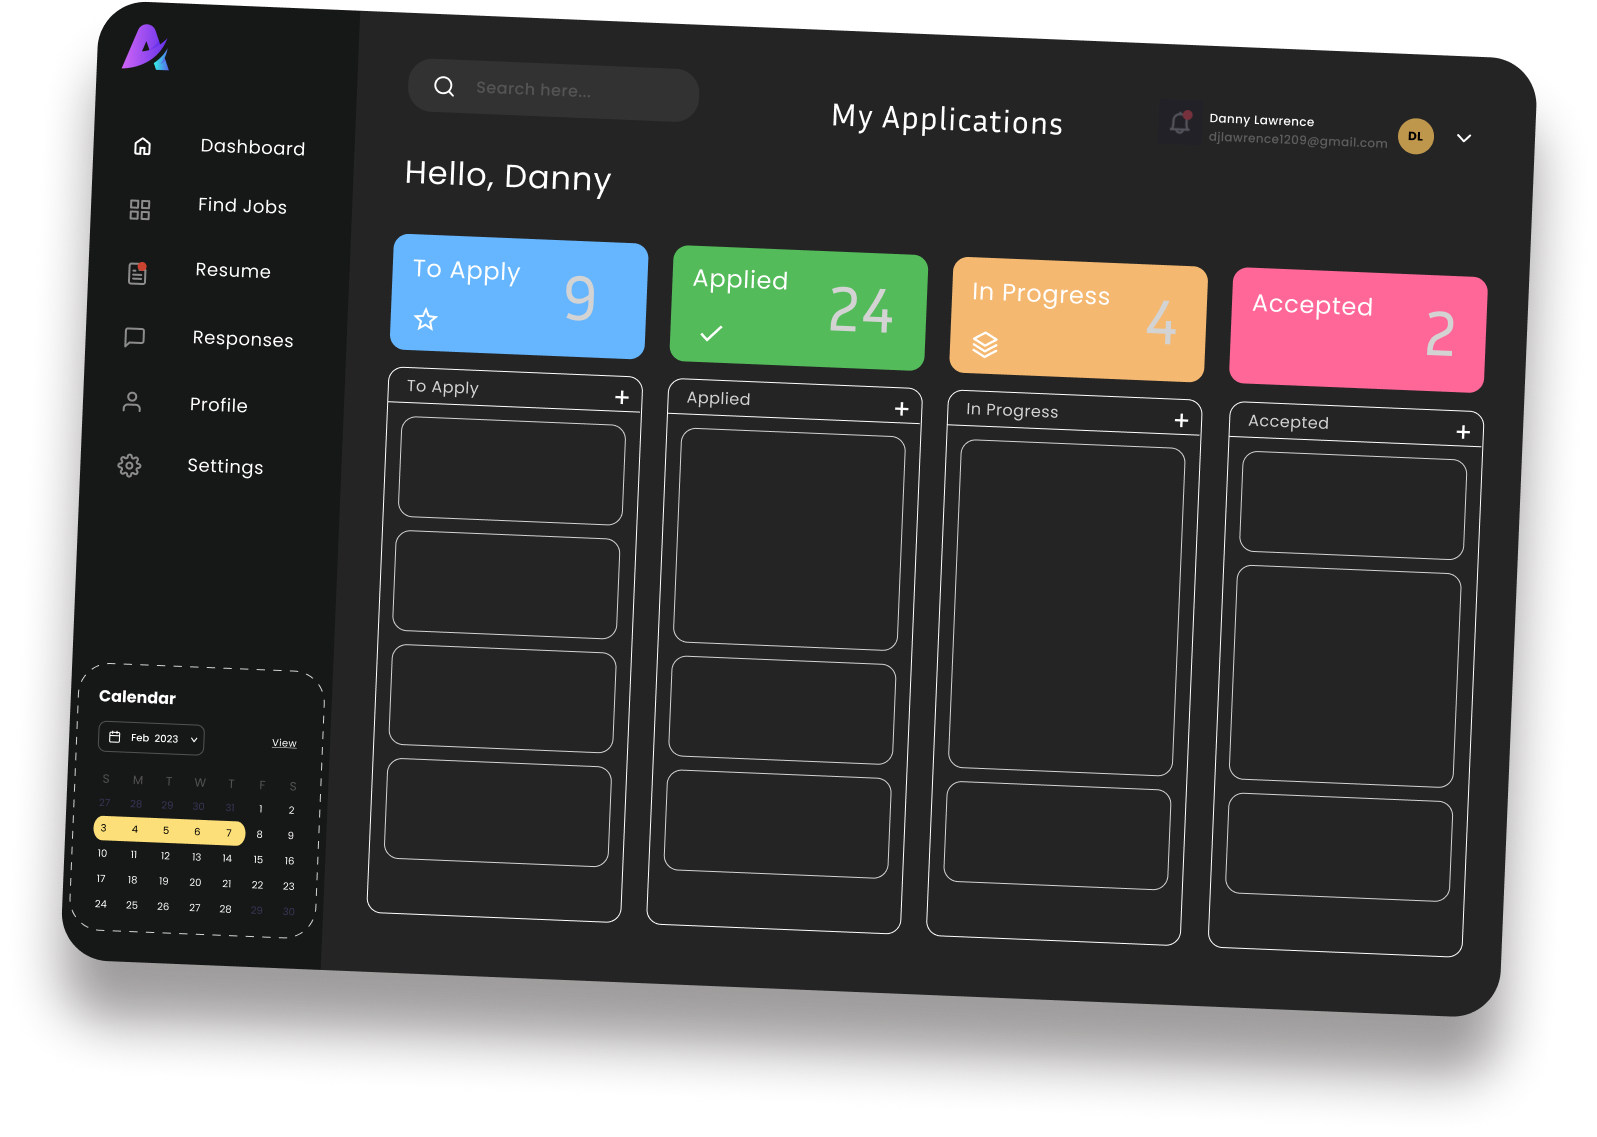 Dashboard
Find Jobs
Resume
Responses
Profile
Settings
Calendar
Feb 2023
View
S M T W T F S
27 28 29 30 31 1 2
3 4 5 6 7 8 9
10 11 12 13 14 15 16
17 18 19 20 21 22 23
24 25 26 27 28 29 30
Search here...
My Applications
Danny Lawrence
djlawrence1209@gmail.com
DL
Hello, Danny
To Apply 9
Applied 24
In Progress 4
Accepted 2
To Apply +
Applied +
In Progress +
Accepted +